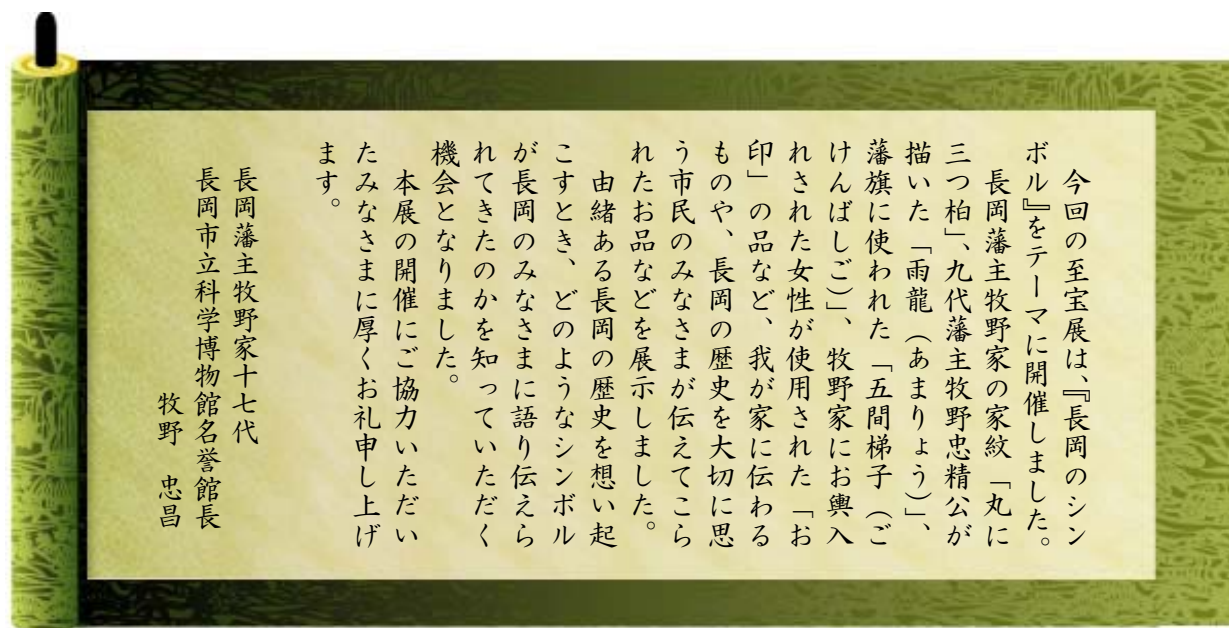 今回の至宝展は、『長岡のシン
ボル』をテーマに開催しました。
長岡藩主牧野家の家紋「丸に
三つ柏」、九代藩主牧野忠精公が
描いた「雨龍（あまりょう）」、
藩旗に使われた「五間梯子（ご
けんばしご）」、牧野家にお輿入
れされた女性が使用された「お
印」の品など、我が家に伝わる
ものや、長岡の歴史を大切に思
う市民のみなさまが伝えてこら
れたお品などを展示しました。
由緒ある長岡の歴史を想い起
こすとき、どのようなシンボル
が長岡のみなさまに語り伝えら
れてきたのかを知っていただく
機会となりました。
本展の開催にご協力いただい
たみなさまに厚くお礼申し上げ
ます。
長岡藩主牧野家十七代
長岡市立科学博物館名誉館長
牧野　忠昌